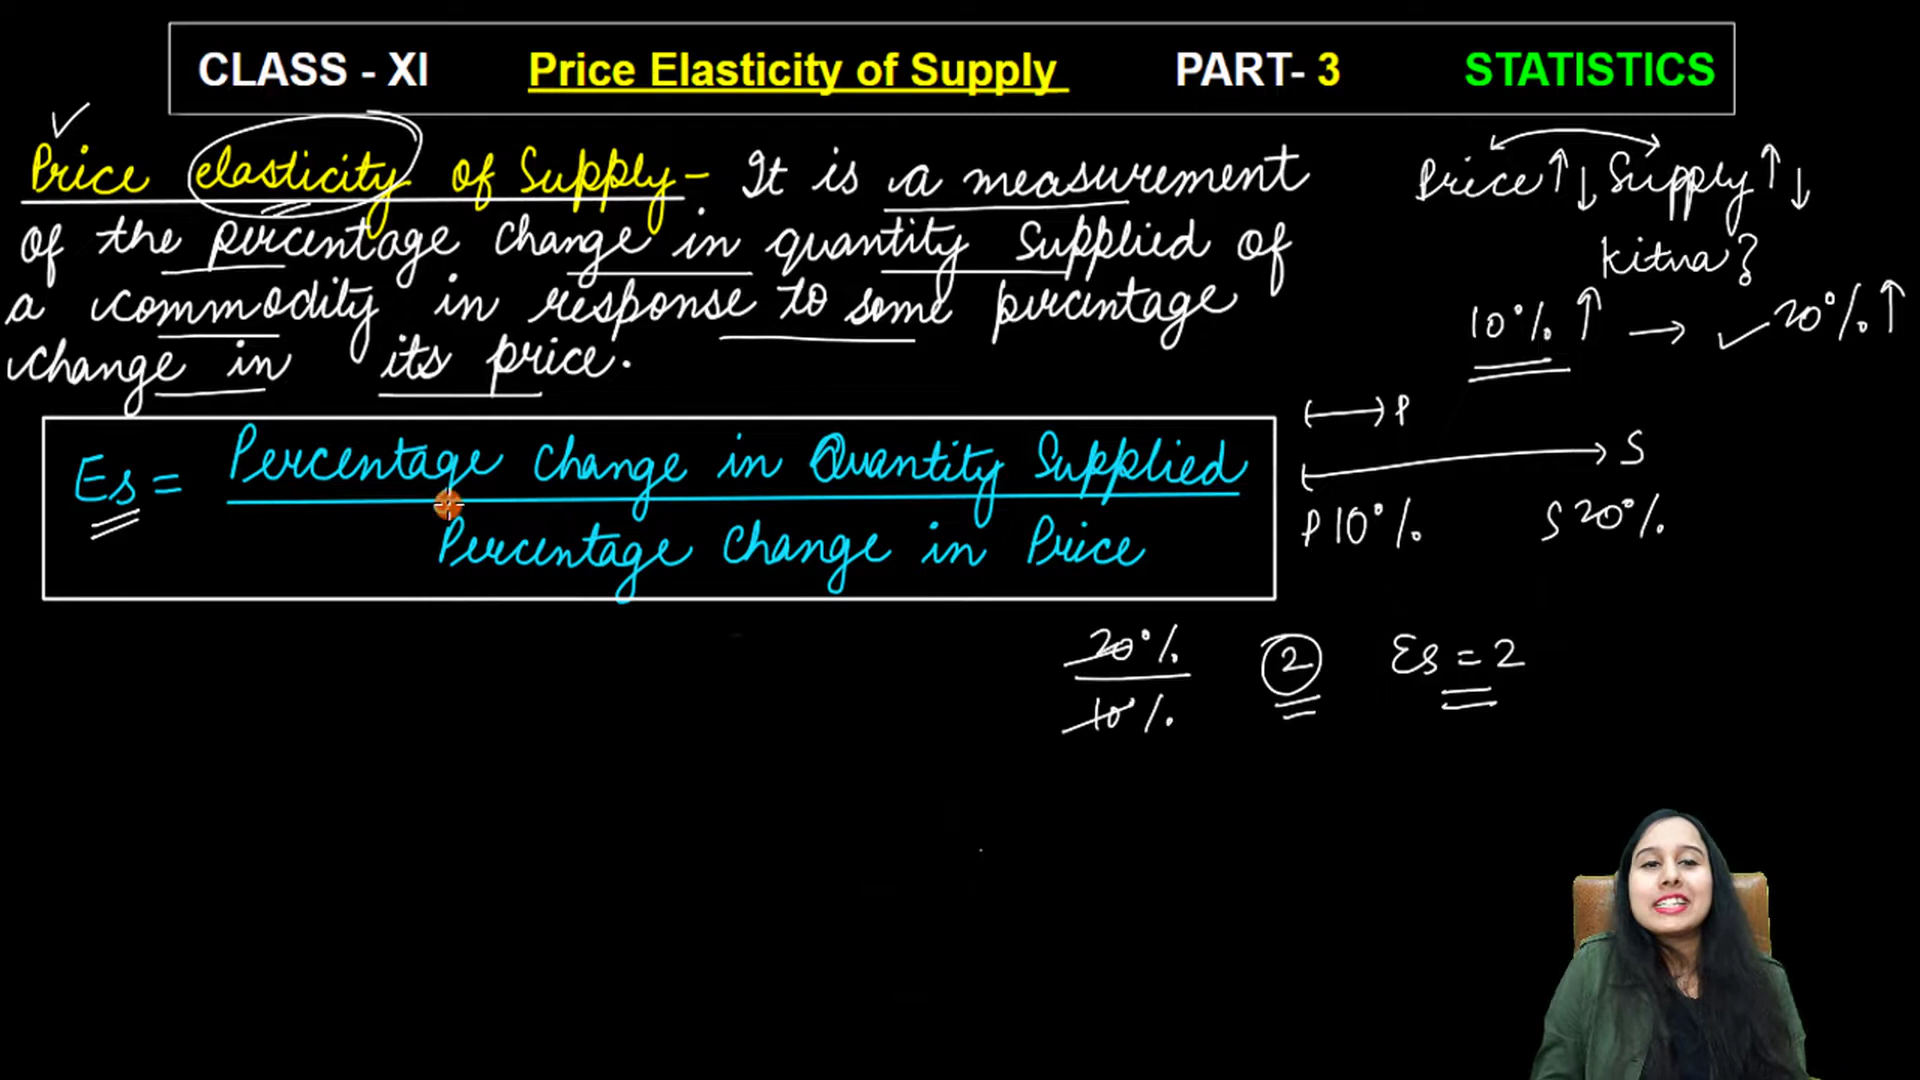 CLASS - XI Price Elasticity of Supply PART- 3 STATISTICS
Price elasticity of Supply - It is a measurement
of the percentage change in quantity Supplied of
a commodity in response to some percentage
change in its price.
Price ↑↓ Supply ↑↓
kitna?
10% ↑ → ✓ 20% ↑
P
S
P 10% S 20%
Es = Percentage change in Quantity Supplied
Percentage change in Price
20%
10%
2
Es = 2